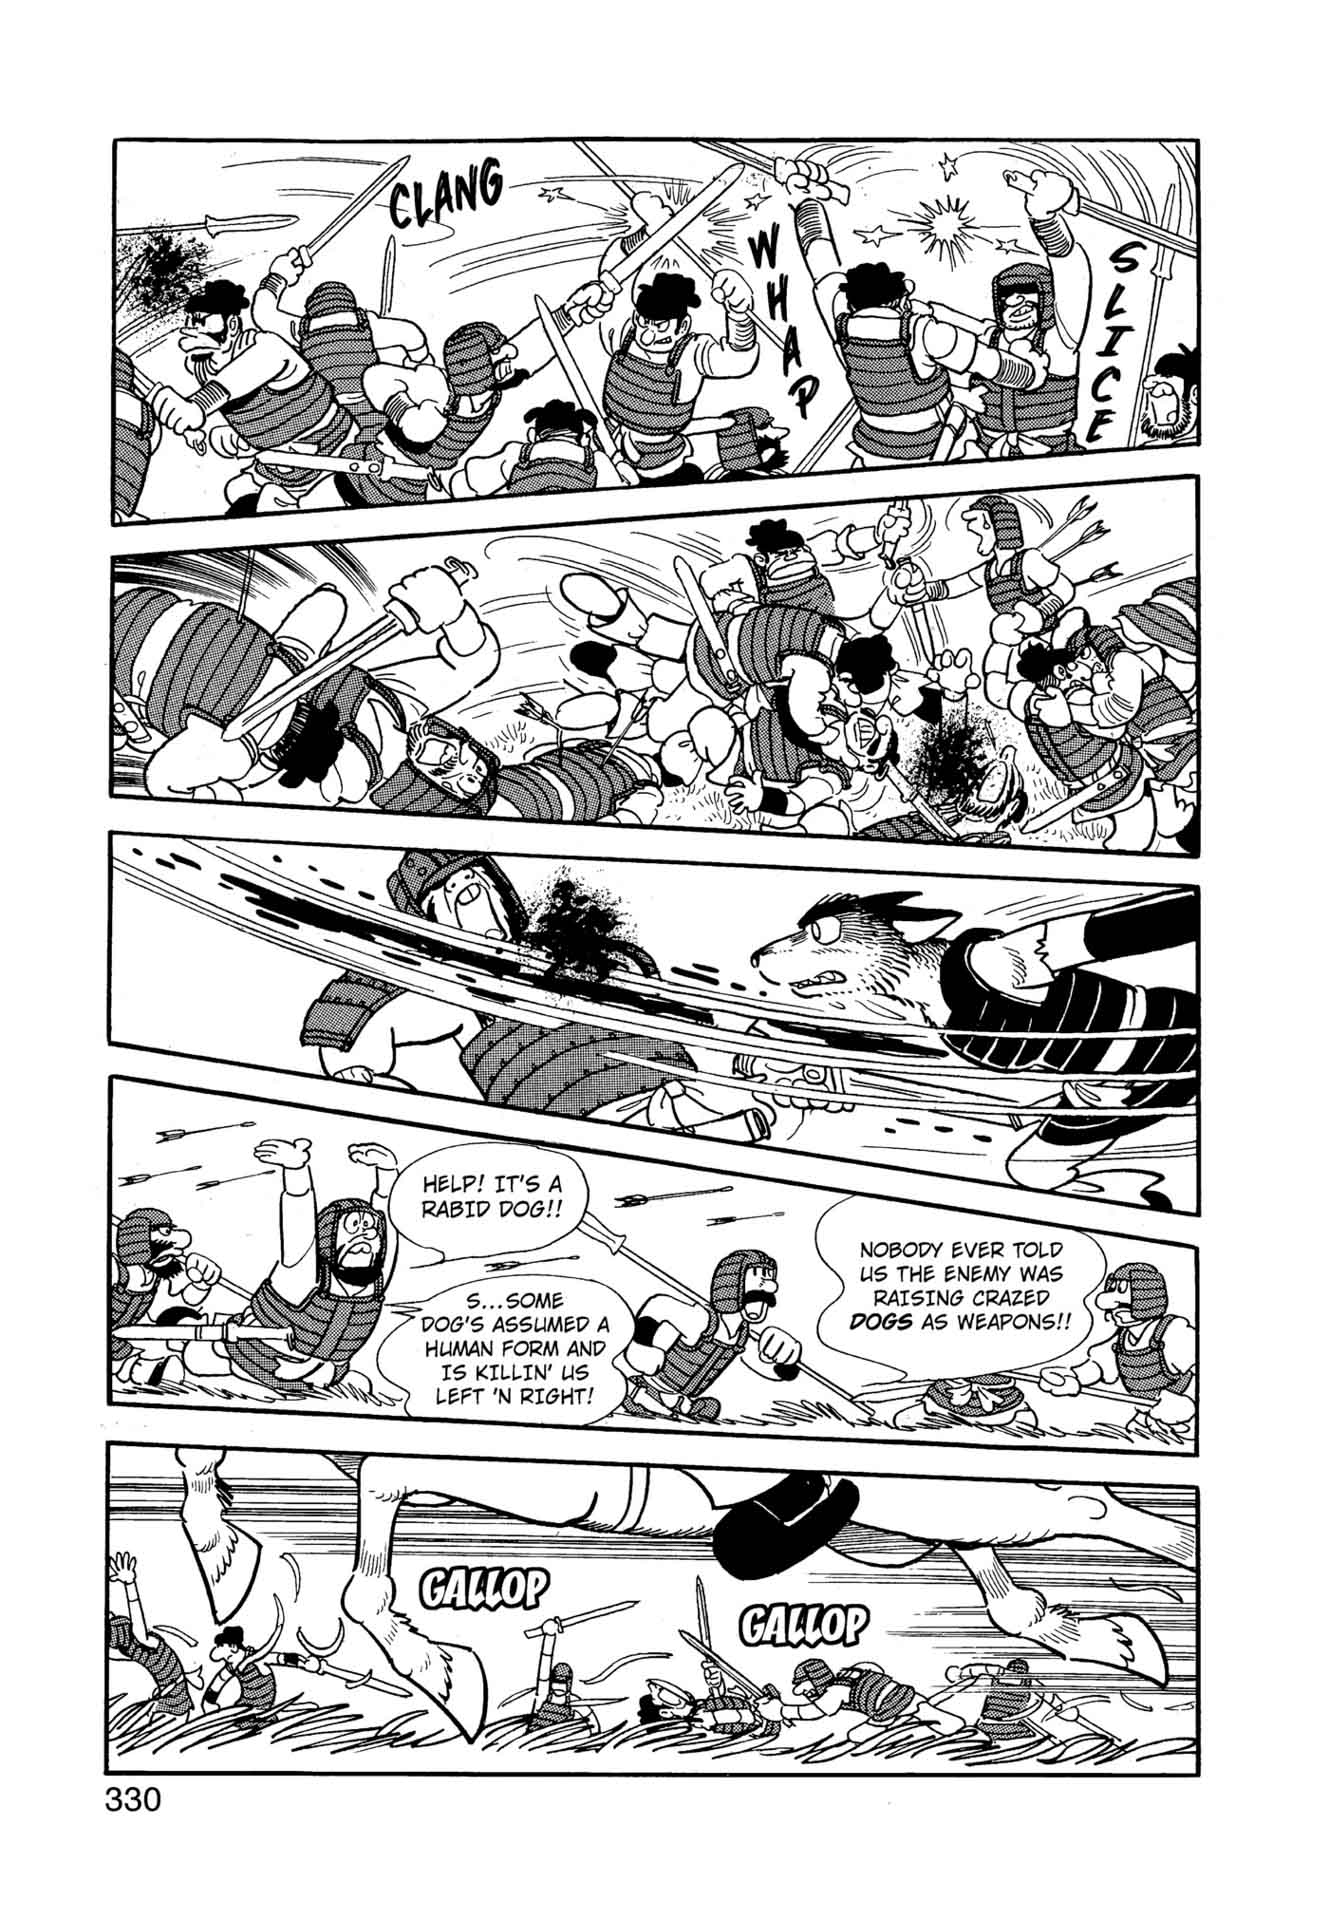 CLANG
WHAP
SLICE
HELP! IT'S A
RABID DOG!!
S...SOME
DOG'S ASSUMED A
HUMAN FORM AND
IS KILLIN' US
LEFT 'N RIGHT!
NOBODY EVER TOLD
US THE ENEMY WAS
RAISING CRAZED
DOGS AS WEAPONS!!
GALLOP
GALLOP
330